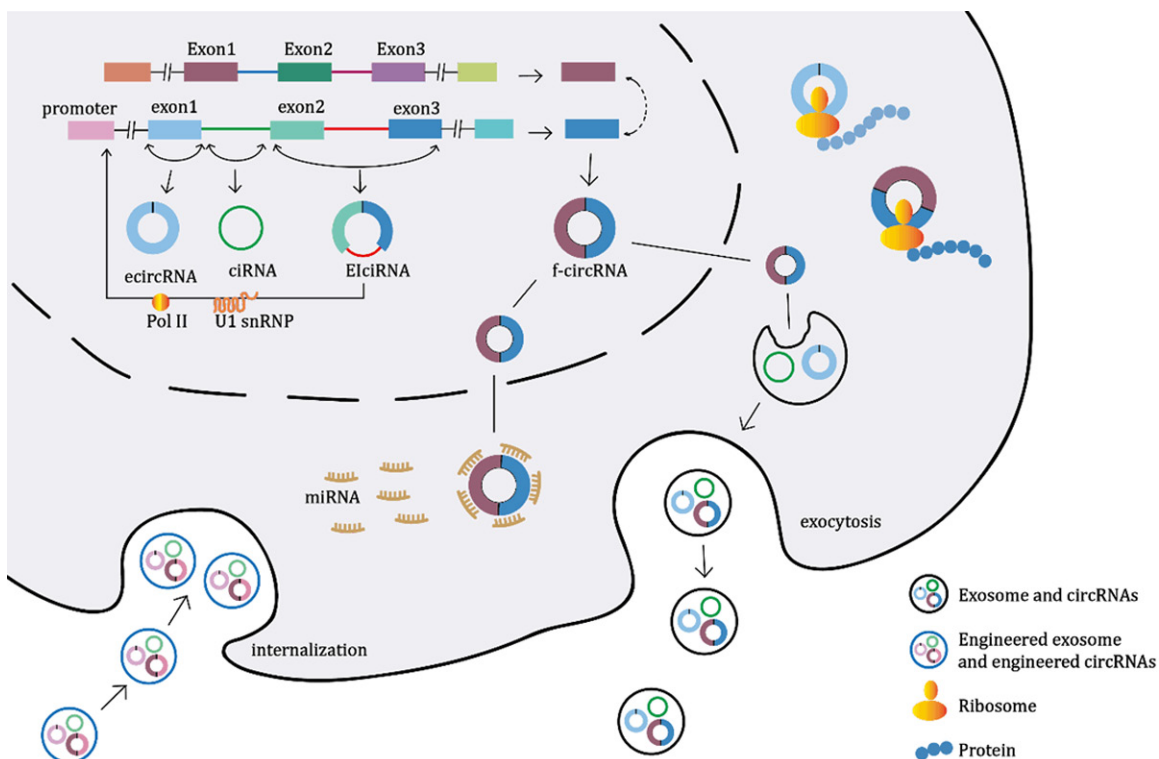 Exon1 Exon2 Exon3
promoter exon1 exon2 exon3
ecircRNA ciRNA EIciRNA f-circRNA
Pol II U1 snRNP
miRNA
exocytosis
internalization
Exosome and circRNAs
Engineered exosome
and engineered circRNAs
Ribosome
Protein